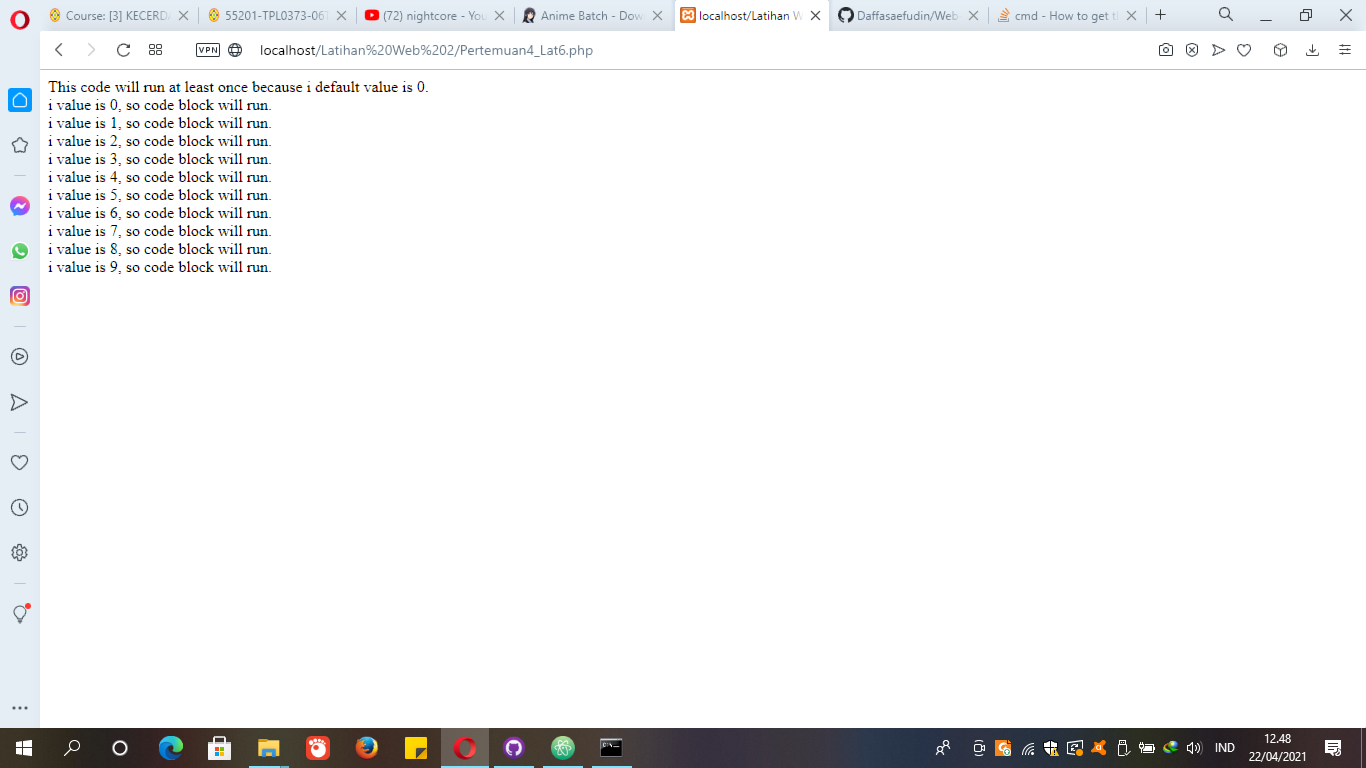 Course: [3] KECERD
55201-TPL0373-06T
(72) nightcore - You
Anime Batch - Dow
localhost/Latihan W
Daffasaefudin/Web
cmd - How to get t
VPN
localhost/Latihan%20Web%202/Pertemuan4_Lat6.php
This code will run at least once because i default value is 0.
i value is 0, so code block will run.
i value is 1, so code block will run.
i value is 2, so code block will run.
i value is 3, so code block will run.
i value is 4, so code block will run.
i value is 5, so code block will run.
i value is 6, so code block will run.
i value is 7, so code block will run.
i value is 8, so code block will run.
i value is 9, so code block will run.
IND
12.48
22/04/2021